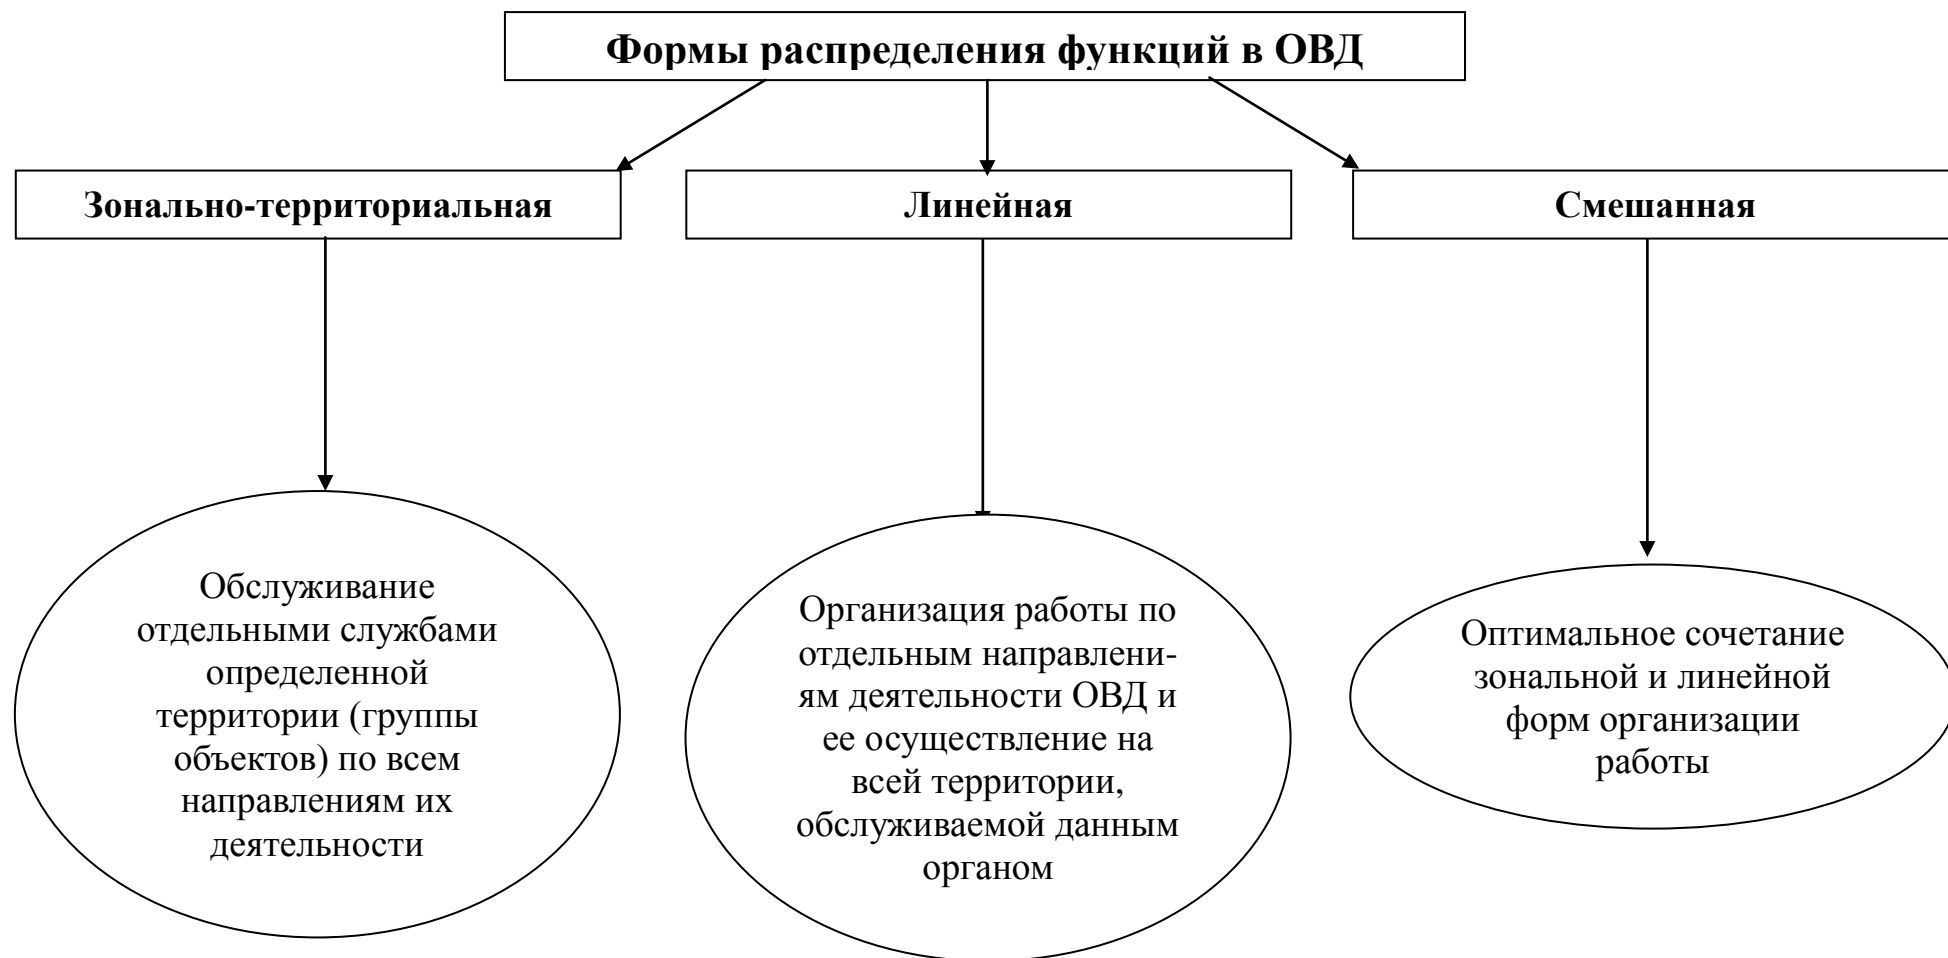 Формы распределения функций в ОВД
Зонально-территориальная
Линейная
Смешанная
Обслуживание
отдельными службами
определенной
территории (группы
объектов) по всем
направлениям их
деятельности
Организация работы по
отдельным направлени-
ям деятельности ОВД и
ее осуществление на
всей территории,
обслуживаемой данным
органом
Оптимальное сочетание
зональной и линейной
форм организации
работы